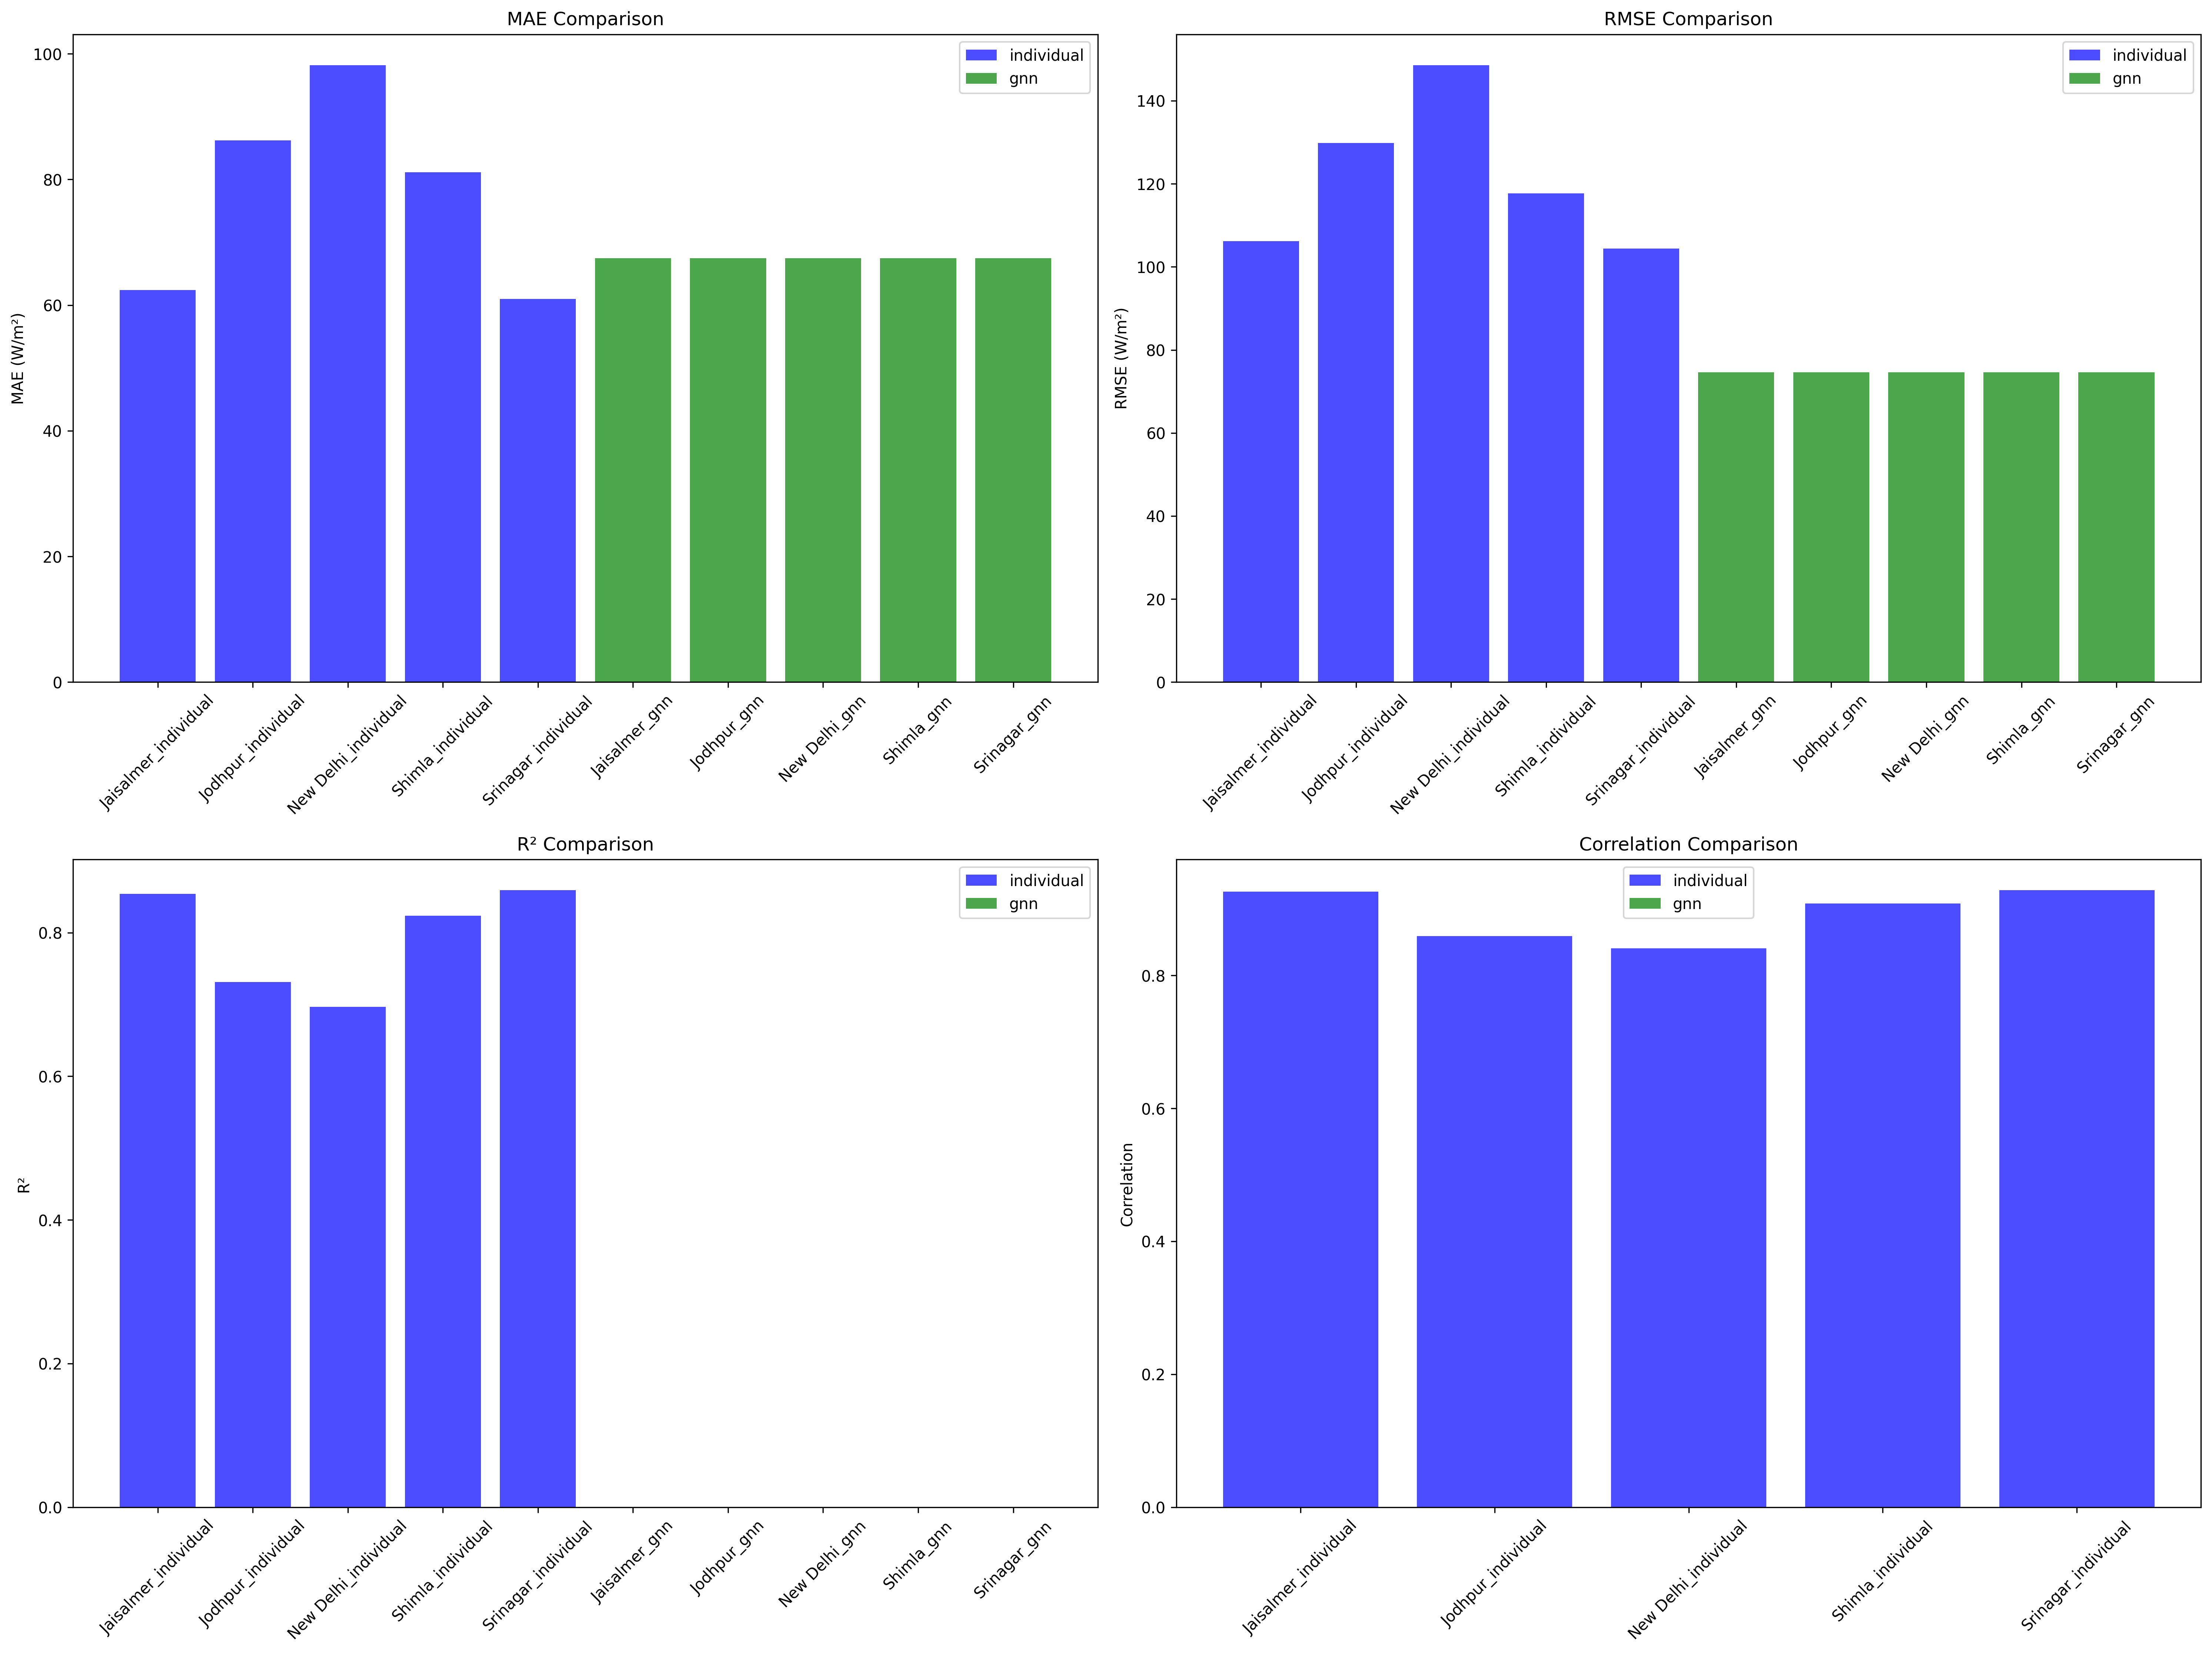 MAE Comparison
MAE (W/m²)
100
80
60
40
20
0
individual
gnn
Jaisalmer_individual
Jodhpur_individual
New Delhi_individual
Shimla_individual
Srinagar_individual
Jaisalmer_gnn
Jodhpur_gnn
New Delhi_gnn
Shimla_gnn
Srinagar_gnn
RMSE Comparison
RMSE (W/m²)
140
120
100
80
60
40
20
0
individual
gnn
Jaisalmer_individual
Jodhpur_individual
New Delhi_individual
Shimla_individual
Srinagar_individual
Jaisalmer_gnn
Jodhpur_gnn
New Delhi_gnn
Shimla_gnn
Srinagar_gnn
R² Comparison
R²
0.8
0.6
0.4
0.2
0.0
individual
gnn
Jaisalmer_individual
Jodhpur_individual
New Delhi_individual
Shimla_individual
Srinagar_individual
Jaisalmer_gnn
Jodhpur_gnn
New Delhi_gnn
Shimla_gnn
Srinagar_gnn
Correlation Comparison
Correlation
0.8
0.6
0.4
0.2
0.0
individual
gnn
Jaisalmer_individual
Jodhpur_individual
New Delhi_individual
Shimla_individual
Srinagar_individual